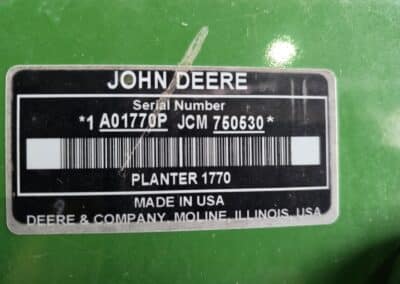 JOHN DEERE
Serial Number
*1 A01770P JCM 750530*
PLANTER 1770
MADE IN USA
DEERE & COMPANY, MOLINE, ILLINOIS, USA